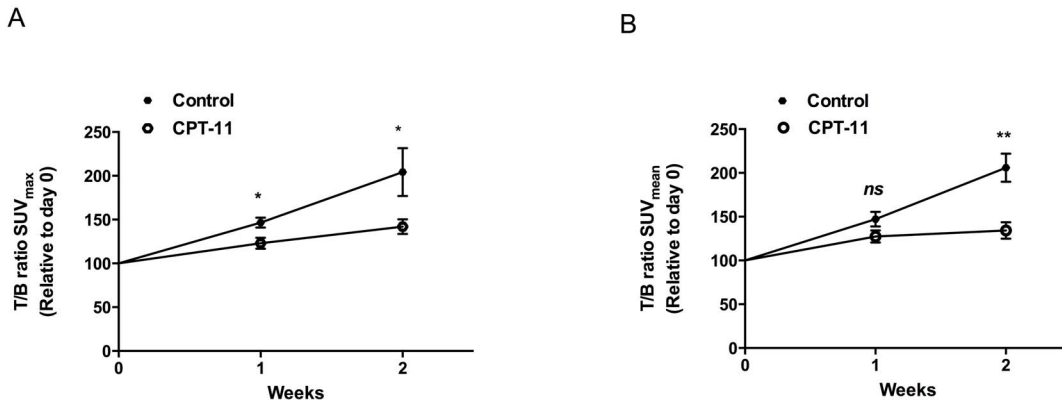 A
Control
CPT-11
T/B ratio SUVmax
(Relative to day 0)
250
200
150
100
50
0
*
*
0
1
2
Weeks
B
Control
CPT-11
T/B ratio SUVmean
(Relative to day 0)
250
200
150
100
50
0
ns
**
0
1
2
Weeks